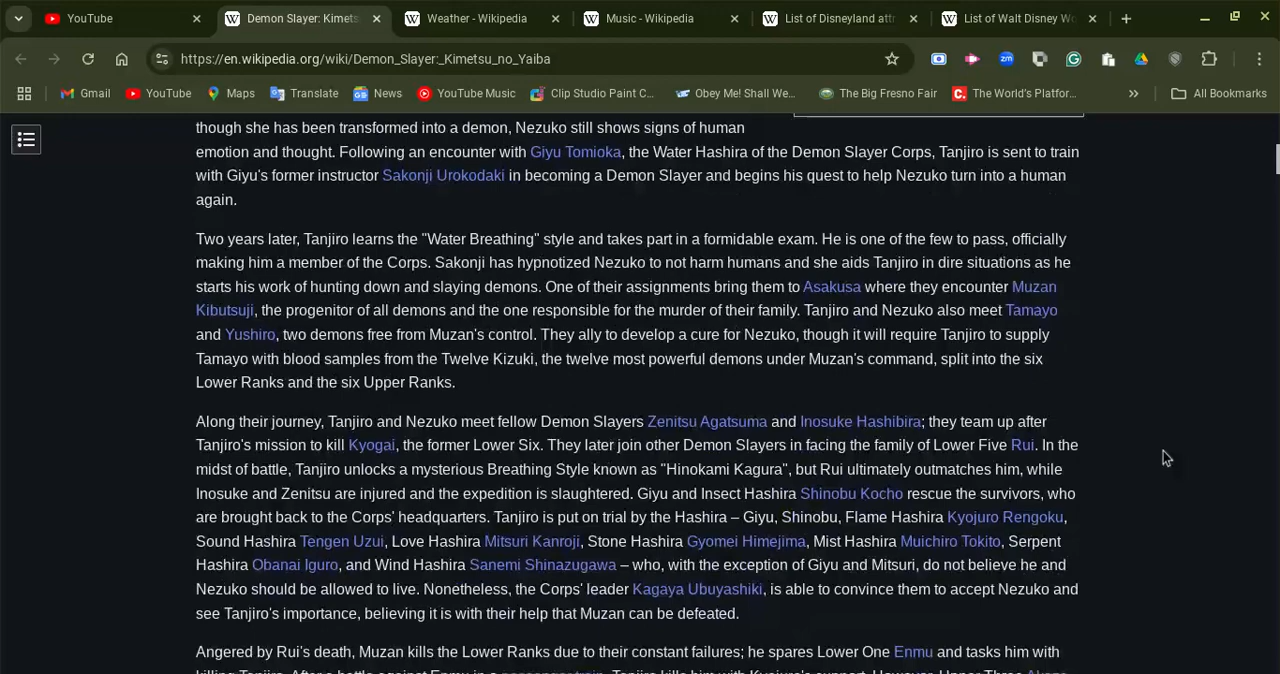 YouTube
Demon Slayer: Kimets
Weather - Wikipedia
Music - Wikipedia
List of Disneyland attr
List of Walt Disney Wo
https://en.wikipedia.org/wiki/Demon_Slayer:_Kimetsu_no_Yaiba
Gmail
YouTube
Maps
Translate
News
YouTube Music
Clip Studio Paint C...
Obey Me! Shall We...
The Big Fresno Fair
The World's Platfor...
All Bookmarks
though she has been transformed into a demon, Nezuko still shows signs of human
emotion and thought. Following an encounter with Giyu Tomioka, the Water Hashira of the Demon Slayer Corps, Tanjiro is sent to train
with Giyu's former instructor Sakonji Urokodaki in becoming a Demon Slayer and begins his quest to help Nezuko turn into a human
again.
Two years later, Tanjiro learns the "Water Breathing" style and takes part in a formidable exam. He is one of the few to pass, officially
making him a member of the Corps. Sakonji has hypnotized Nezuko to not harm humans and she aids Tanjiro in dire situations as he
starts his work of hunting down and slaying demons. One of their assignments bring them to Asakusa where they encounter Muzan
Kibutsuji, the progenitor of all demons and the one responsible for the murder of their family. Tanjiro and Nezuko also meet Tamayo
and Yushiro, two demons free from Muzan's control. They ally to develop a cure for Nezuko, though it will require Tanjiro to supply
Tamayo with blood samples from the Twelve Kizuki, the twelve most powerful demons under Muzan's command, split into the six
Lower Ranks and the six Upper Ranks.
Along their journey, Tanjiro and Nezuko meet fellow Demon Slayers Zenitsu Agatsuma and Inosuke Hashibira; they team up after
Tanjiro's mission to kill Kyogai, the former Lower Six. They later join other Demon Slayers in facing the family of Lower Five Rui. In the
midst of battle, Tanjiro unlocks a mysterious Breathing Style known as "Hinokami Kagura", but Rui ultimately outmatches him, while
Inosuke and Zenitsu are injured and the expedition is slaughtered. Giyu and Insect Hashira Shinobu Kocho rescue the survivors, who
are brought back to the Corps' headquarters. Tanjiro is put on trial by the Hashira – Giyu, Shinobu, Flame Hashira Kyojuro Rengoku,
Sound Hashira Tengen Uzui, Love Hashira Mitsuri Kanroji, Stone Hashira Gyomei Himejima, Mist Hashira Muichiro Tokito, Serpent
Hashira Obanai Iguro, and Wind Hashira Sanemi Shinazugawa – who, with the exception of Giyu and Mitsuri, do not believe he and
Nezuko should be allowed to live. Nonetheless, the Corps' leader Kagaya Ubuyashiki, is able to convince them to accept Nezuko and
see Tanjiro's importance, believing it is with their help that Muzan can be defeated.
Angered by Rui's death, Muzan kills the Lower Ranks due to their constant failures; he spares Lower One Enmu and tasks him with
killing Tanjiro. After a battle against Enmu in a passenger train, Tanjiro kills him with Kyojuro's support. However, Upper Three Akaza